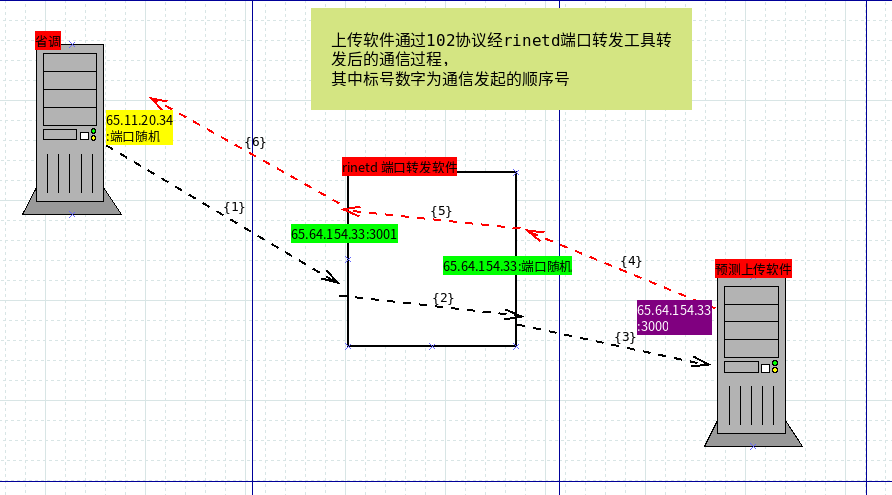 上传软件通过102协议经rinetd端口转发工具转
发后的通信过程,
其中标号数字为通信发起的顺序号
省调
65.11.20.34
:端口随机
{6}
{1}
rinetd 端口转发软件
{5}
65.64.154.33:3001
65.64.154.33:端口随机
{4}
预测上传软件
{2}
65.64.154.33
:3000
{3}